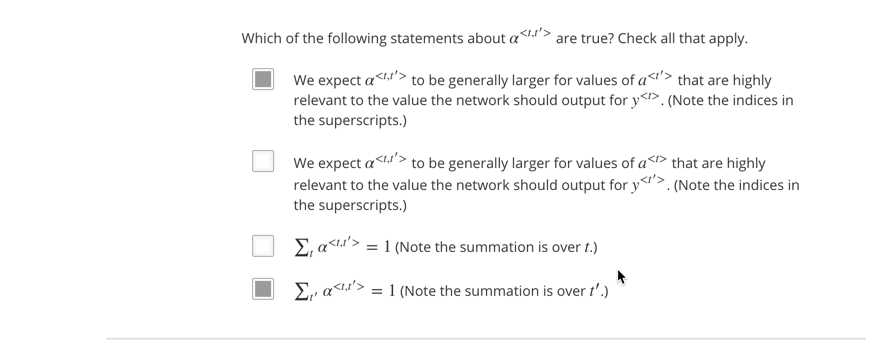 Which of the following statements about α<t,t′> are true? Check all that apply.
We expect α<t,t′> to be generally larger for values of a<t′> that are highly
relevant to the value the network should output for y<t>. (Note the indices in
the superscripts.)
We expect α<t,t′> to be generally larger for values of a<t> that are highly
relevant to the value the network should output for y<t′>. (Note the indices in
the superscripts.)
∑t α<t,t′> = 1 (Note the summation is over t.)
∑t′ α<t,t′> = 1 (Note the summation is over t′.)